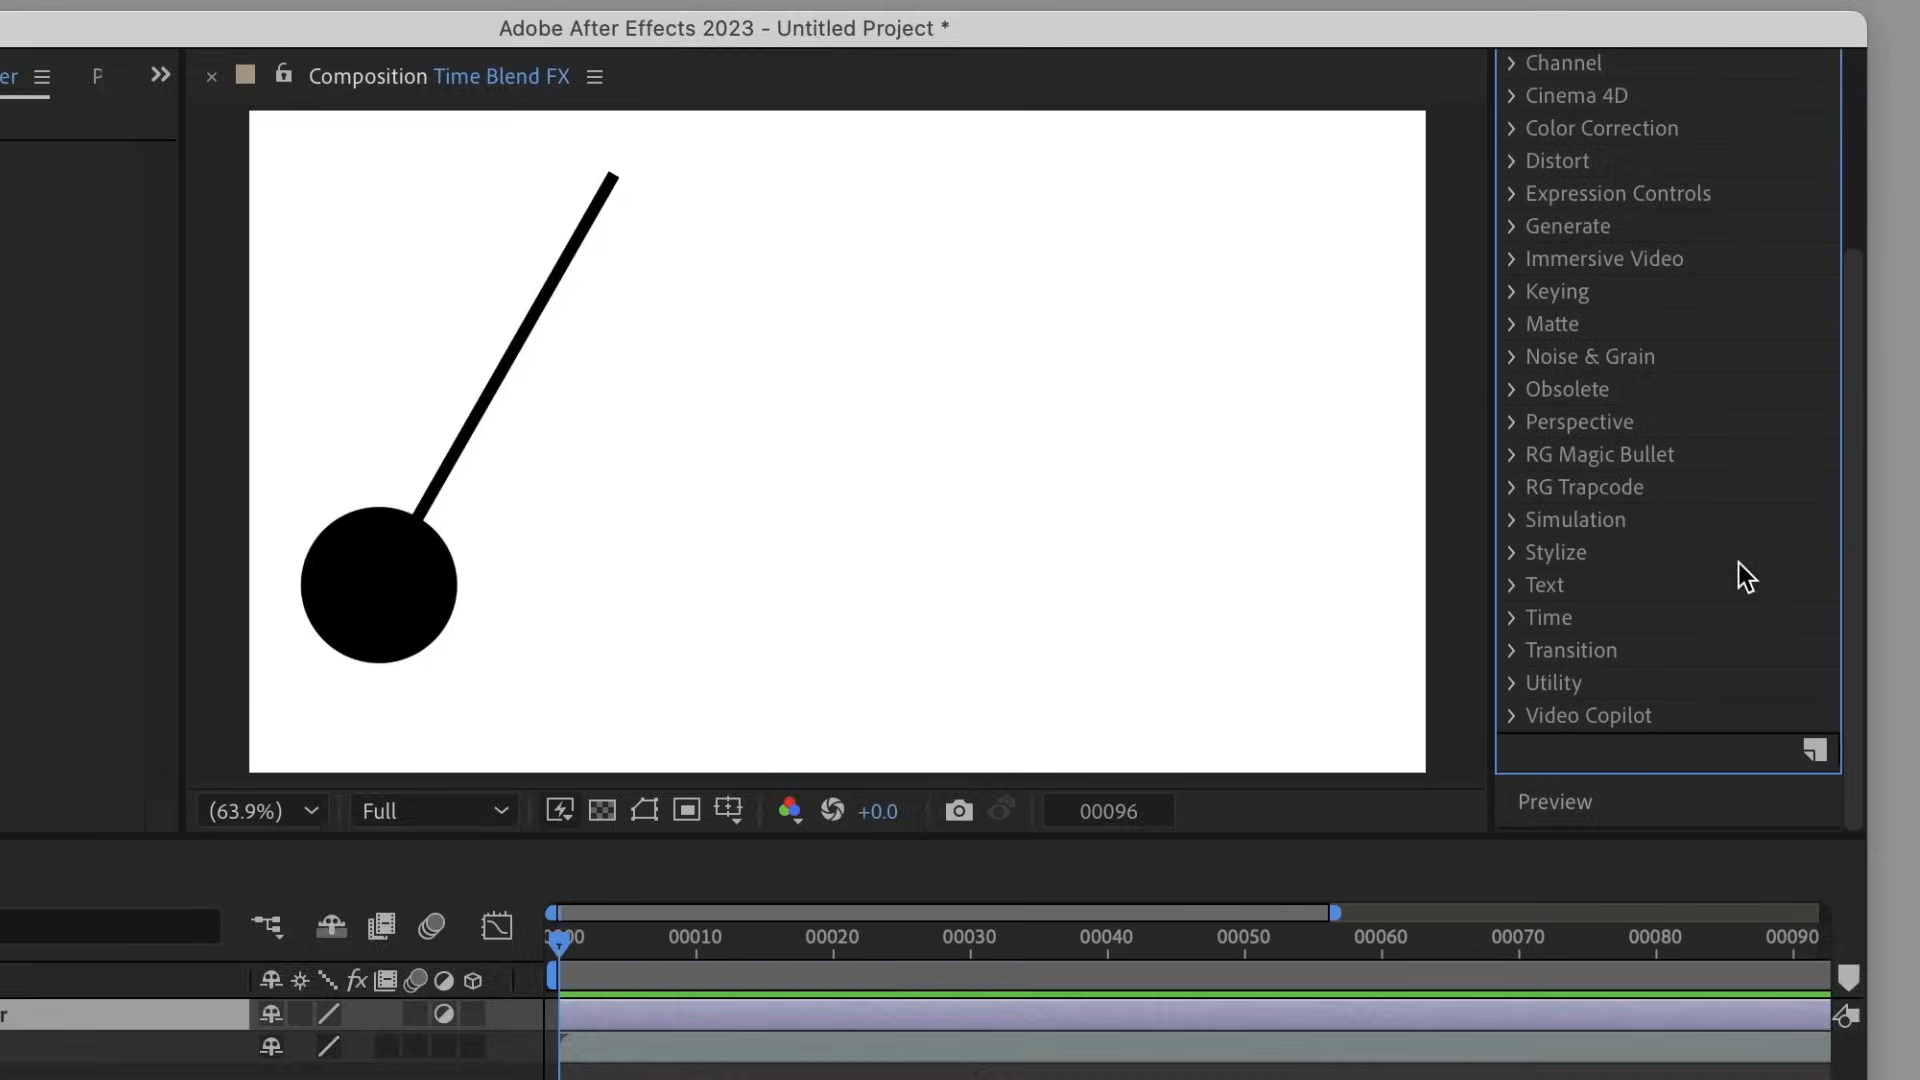 Adobe After Effects 2023 - Untitled Project *
er
P
Composition Time Blend FX
Channel
Cinema 4D
Color Correction
Distort
Expression Controls
Generate
Immersive Video
Keying
Matte
Noise & Grain
Obsolete
Perspective
RG Magic Bullet
RG Trapcode
Simulation
Stylize
Text
Time
Transition
Utility
Video Copilot
(63.9%)
Full
+0.0
00096
Preview
00010
00020
00030
00040
00050
00060
00070
00080
00090
fx
r